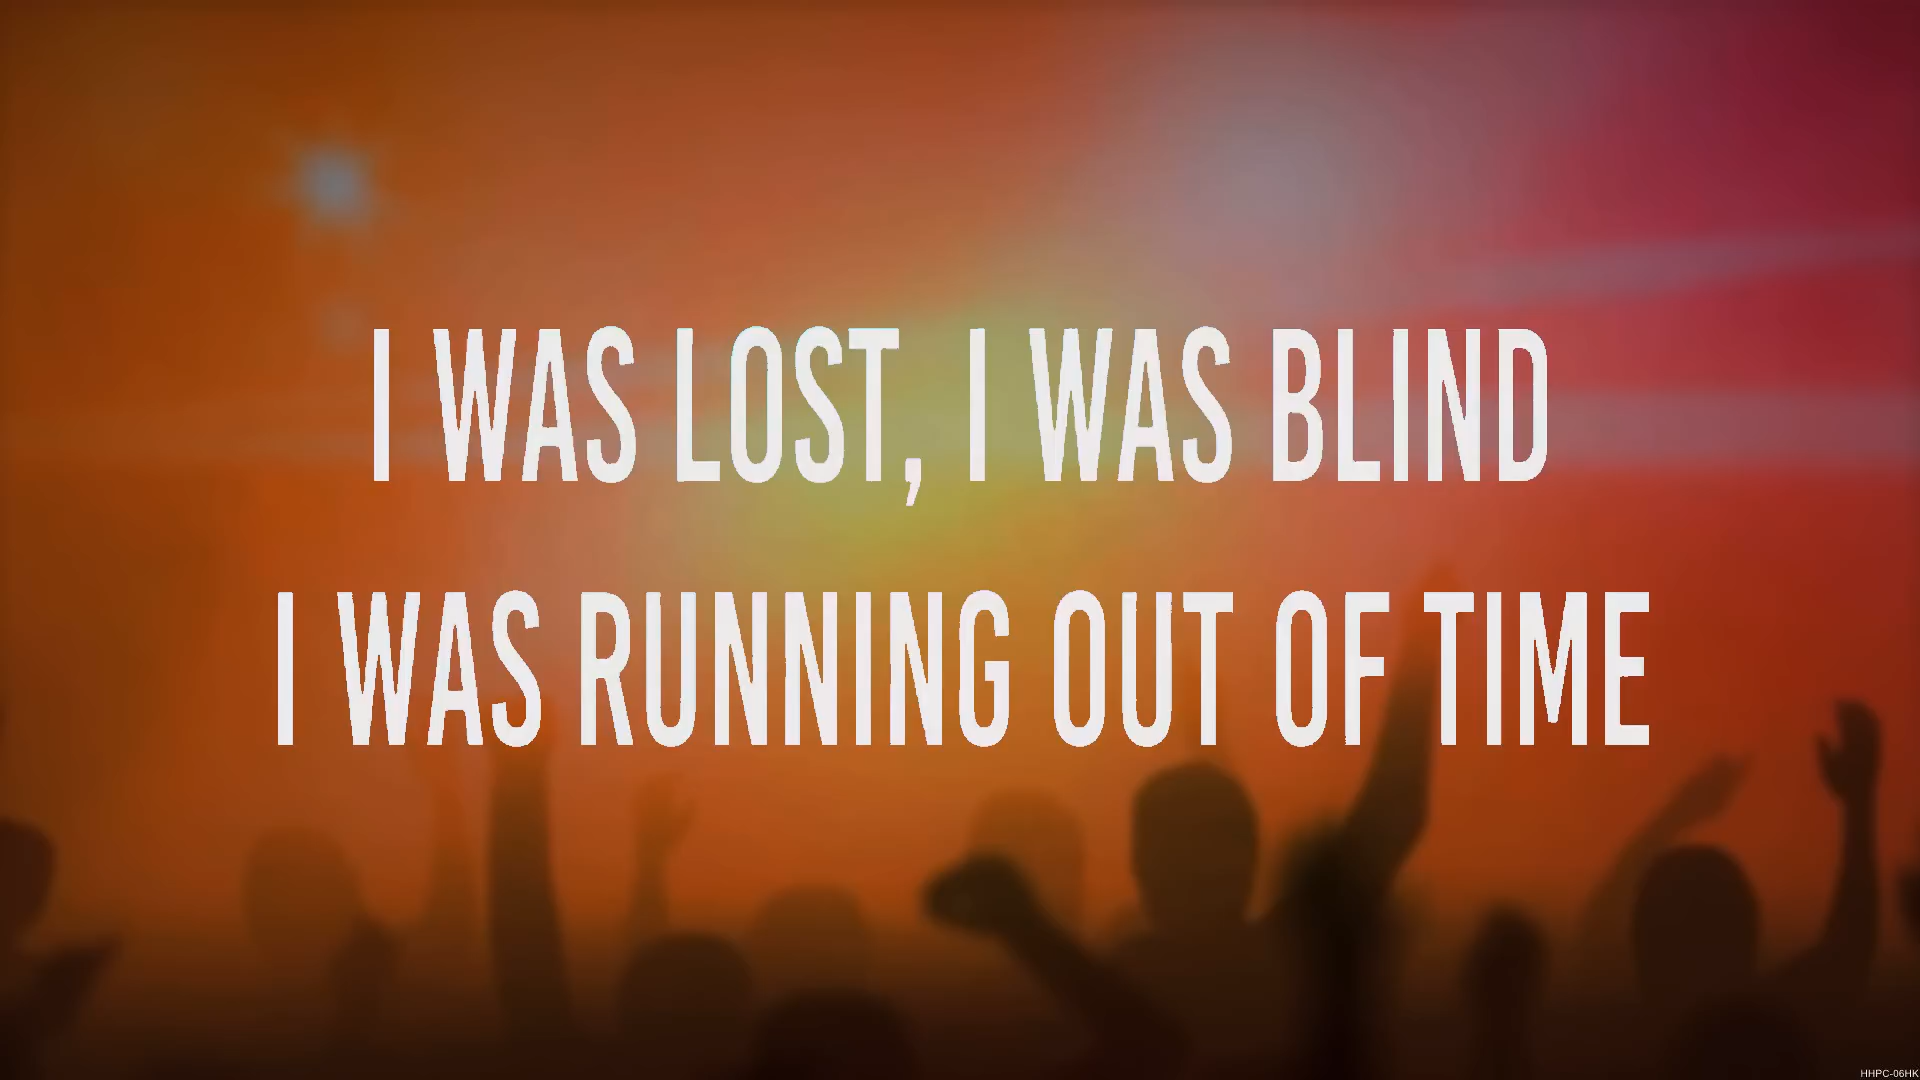 I WAS LOST, I WAS BLIND
I WAS RUNNING OUT OF TIME
HHPC-06HK